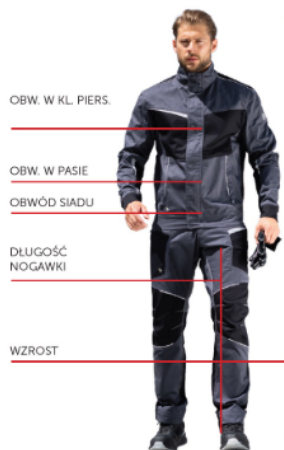 OBW. W KL. PIERS.
OBW. W PASIE
OBWÓD SIADU
DŁUGOŚĆ
NOGAWKI
WZROST